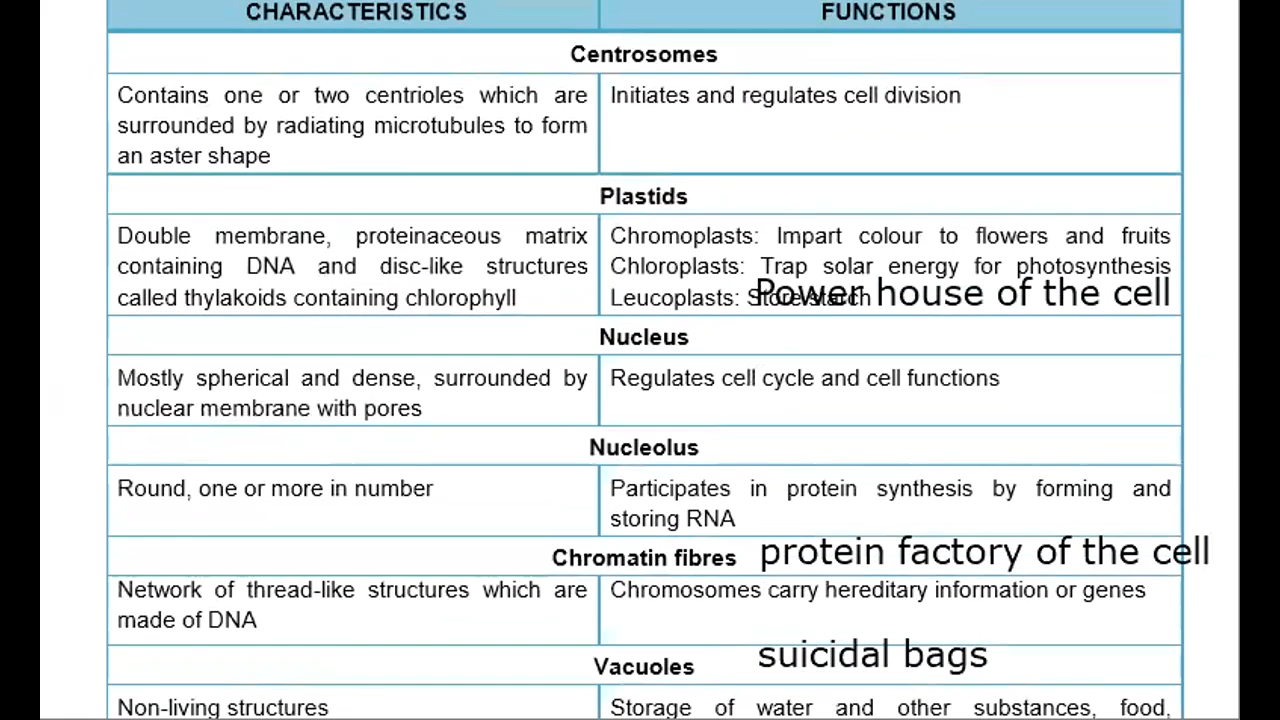 CHARACTERISTICS FUNCTIONS
Centrosomes
Contains one or two centrioles which are
surrounded by radiating microtubules to form
an aster shape
Initiates and regulates cell division
Plastids
Double membrane, proteinaceous matrix
containing DNA and disc-like structures
called thylakoids containing chlorophyll
Chromoplasts: Impart colour to flowers and fruits
Chloroplasts: Trap solar energy for photosynthesis
Leucoplasts: Store starch
Power house of the cell
Nucleus
Mostly spherical and dense, surrounded by
nuclear membrane with pores
Regulates cell cycle and cell functions
Nucleolus
Round, one or more in number
Participates in protein synthesis by forming and
storing RNA
Chromatin fibres
protein factory of the cell
Network of thread-like structures which are
made of DNA
Chromosomes carry hereditary information or genes
suicidal bags
Vacuoles
Non-living structures
Storage of water and other substances, food,